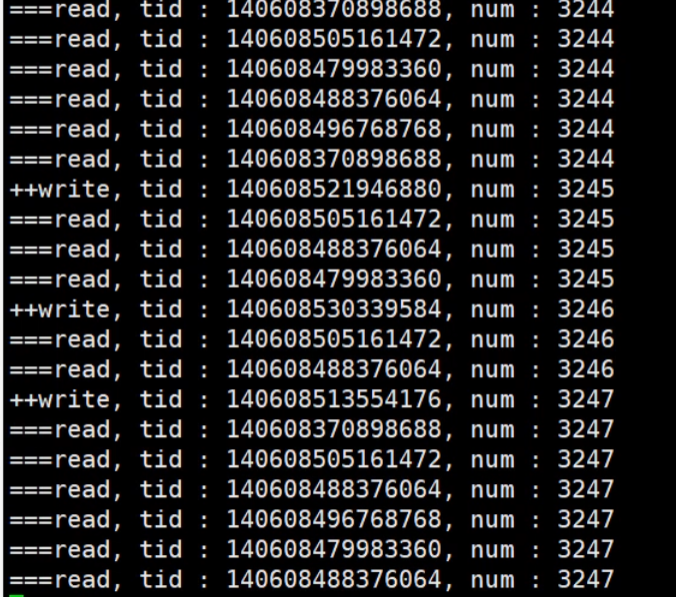 ===read, tid : 140608370898688, num : 3244
===read, tid : 140608505161472, num : 3244
===read, tid : 140608479983360, num : 3244
===read, tid : 140608488376064, num : 3244
===read, tid : 140608496768768, num : 3244
===read, tid : 140608370898688, num : 3244
++write, tid : 140608521946880, num : 3245
===read, tid : 140608505161472, num : 3245
===read, tid : 140608488376064, num : 3245
===read, tid : 140608479983360, num : 3245
++write, tid : 140608530339584, num : 3246
===read, tid : 140608505161472, num : 3246
===read, tid : 140608488376064, num : 3246
++write, tid : 140608513554176, num : 3247
===read, tid : 140608370898688, num : 3247
===read, tid : 140608505161472, num : 3247
===read, tid : 140608488376064, num : 3247
===read, tid : 140608496768768, num : 3247
===read, tid : 140608479983360, num : 3247
===read, tid : 140608488376064, num : 3247